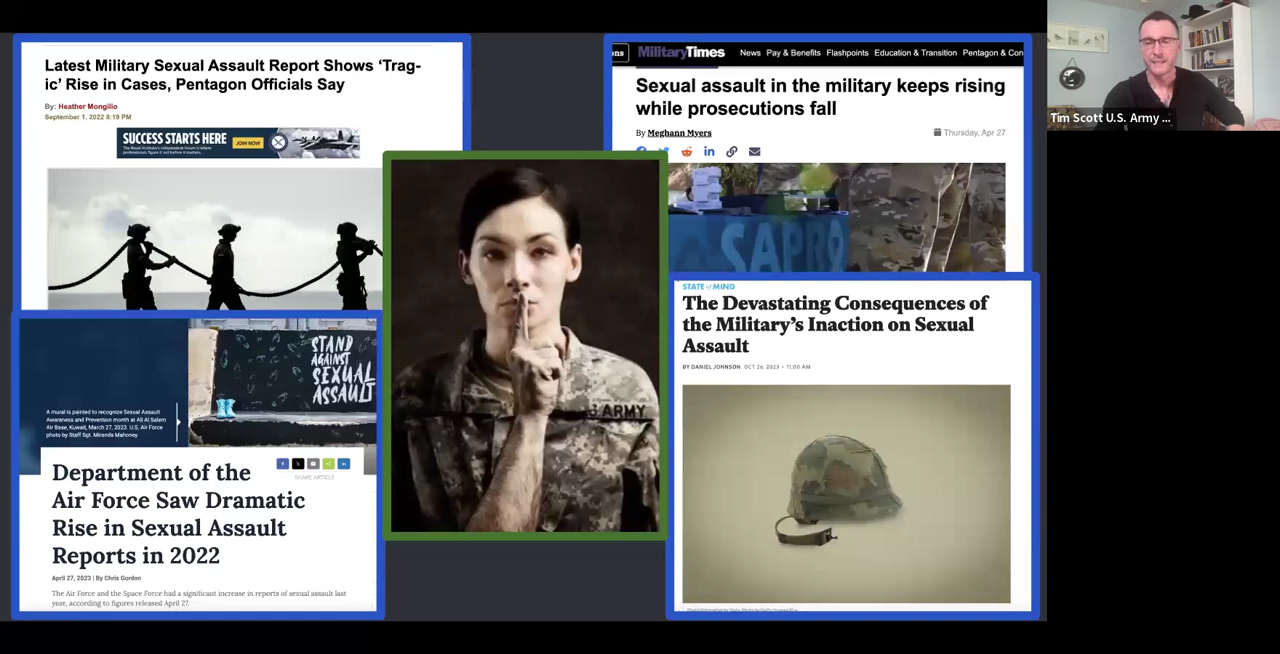 Latest Military Sexual Assault Report Shows ‘Trag-
ic’ Rise in Cases, Pentagon Officials Say
By: Heather Mongilio
September 1, 2022 8:19 PM
SUCCESS STARTS HERE
JOIN NOW
ns
MilitaryTimes News Pay & Benefits Flashpoints Education & Transition Pentagon & Con
Sexual assault in the military keeps rising
while prosecutions fall
By Meghann Myers
Thursday, Apr 27
SAPR
U.S. ARMY
STATE of MIND
The Devastating Consequences of
the Military’s Inaction on Sexual
Assault
BY DANIEL JOHNSON OCT 26, 2023 • 11:00 AM
STAND
AGAINST
SEXUAL
ASSAULT
A mural is painted to recognize Sexual Assault
Awareness and Prevention month at Ali Al Salem
Air Base, Kuwait, March 27, 2023. U.S. Air Force
photo by Staff Sgt. Miranda Mahoney
SHARE ARTICLE
Department of the
Air Force Saw Dramatic
Rise in Sexual Assault
Reports in 2022
April 27, 2023 | By Chris Gordon
The Air Force and the Space Force had a significant increase in reports of sexual assault last
year, according to figures released April 27.
Tim Scott U.S. Army ...